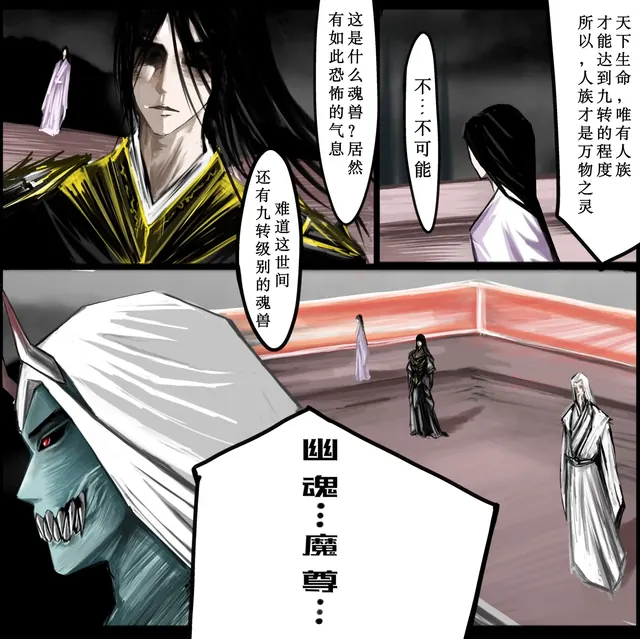 这是什么魂兽？居然
有如此恐怖的气息
不…不可能
天下生命，唯有人族
才能达到九转的程度
所以，人族才是万物之灵
难道这世间
还有九转级别的魂兽
幽魂…魔尊…